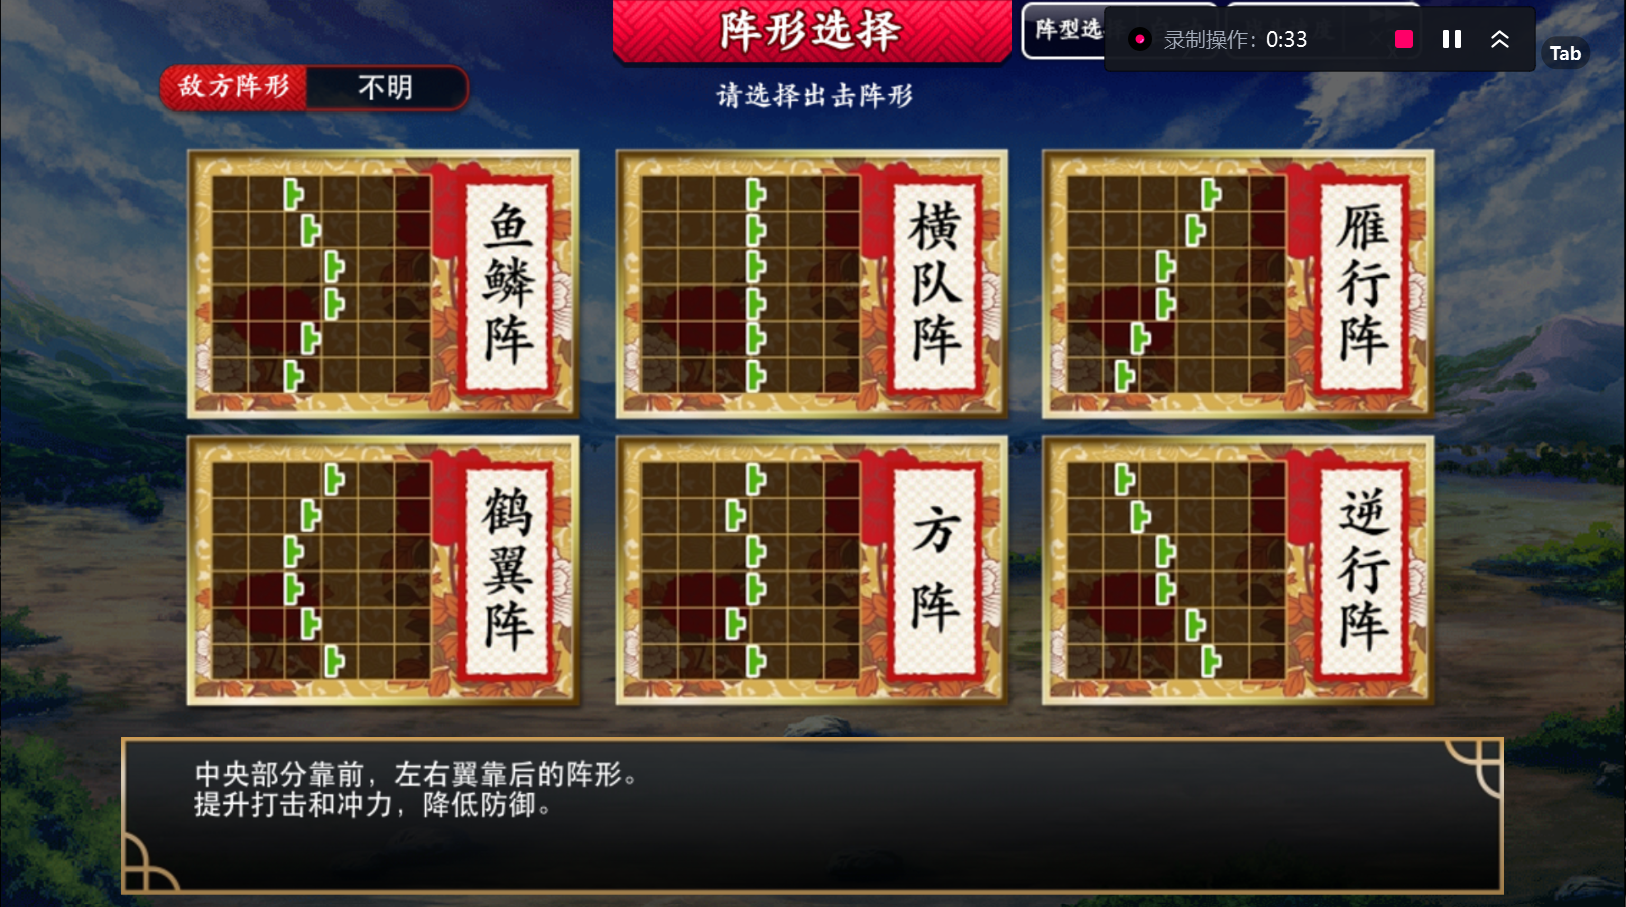 阵形选择
阵型选
录制操作：0:33
Tab
敌方阵形 不明
请选择出击阵形
鱼鳞阵
横队阵
雁行阵
鹤翼阵
方阵
逆行阵
中央部分靠前，左右翼靠后的阵形。
提升打击和冲力，降低防御。